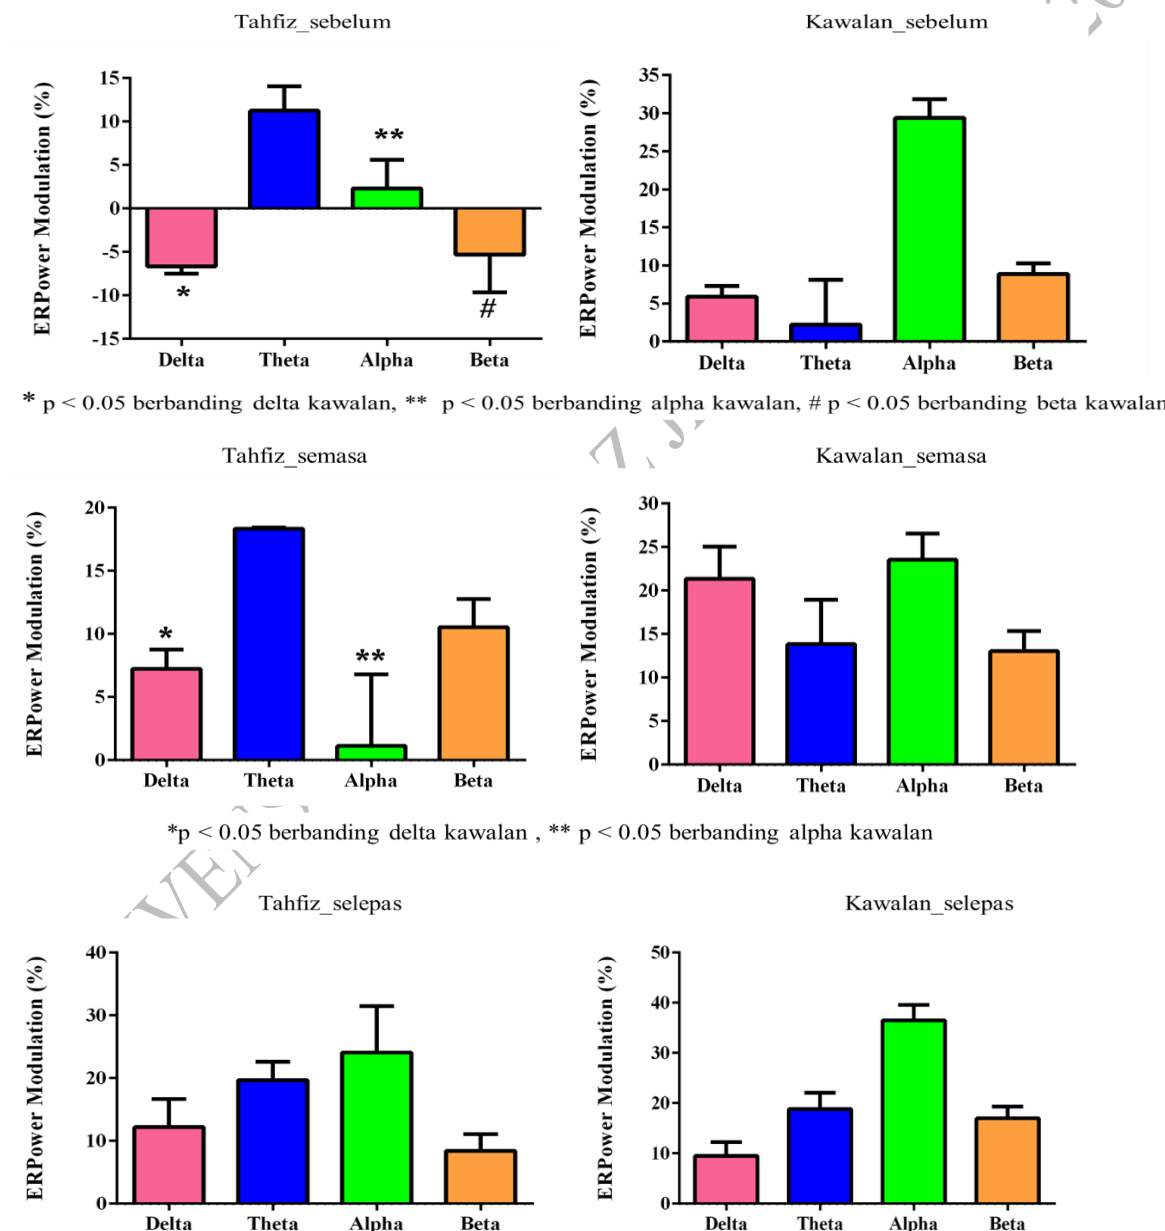 Tahfiz_sebelum
Kawalan_sebelum
ERPower Modulation (%)
15
10
5
0
-5
-10
-15
**
*
#
Delta Theta Alpha Beta
ERPower Modulation (%)
35
30
25
20
15
10
5
0
Delta Theta Alpha Beta
* p < 0.05 berbanding delta kawalan, ** p < 0.05 berbanding alpha kawalan, # p < 0.05 berbanding beta kawalan
Tahfiz_semasa
Kawalan_semasa
ERPower Modulation (%)
20
15
10
5
0
*
**
Delta Theta Alpha Beta
ERPower Modulation (%)
30
25
20
15
10
5
0
Delta Theta Alpha Beta
*p < 0.05 berbanding delta kawalan , ** p < 0.05 berbanding alpha kawalan
Tahfiz_selepas
Kawalan_selepas
ERPower Modulation (%)
40
30
20
10
0
Delta Theta Alpha Beta
ERPower Modulation (%)
50
40
30
20
10
0
Delta Theta Alpha Beta